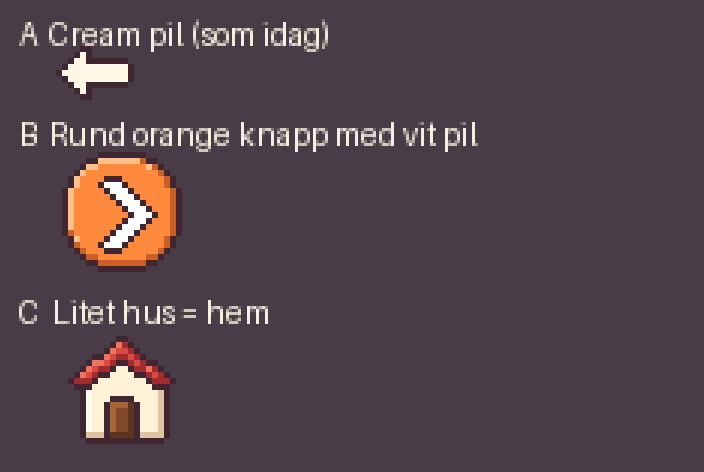 A Cream pil (som idag)
B Rund orange knapp med vit pil
C Litet hus = hem